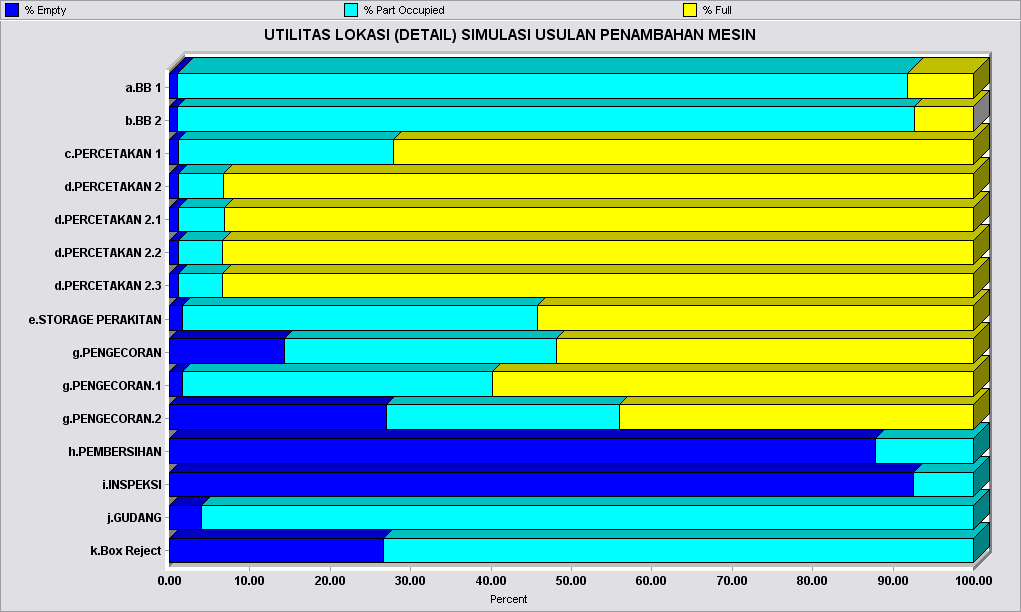 % Empty % Part Occupied % Full
UTILITAS LOKASI (DETAIL) SIMULASI USULAN PENAMBAHAN MESIN
a.BB 1
b.BB 2
c.PERCETAKAN 1
d.PERCETAKAN 2
d.PERCETAKAN 2.1
d.PERCETAKAN 2.2
d.PERCETAKAN 2.3
e.STORAGE PERAKITAN
g.PENGECORAN
g.PENGECORAN.1
g.PENGECORAN.2
h.PEMBERSIHAN
i.INSPEKSI
j.GUDANG
k.Box Reject
0.00 10.00 20.00 30.00 40.00 50.00 60.00 70.00 80.00 90.00 100.00
Percent